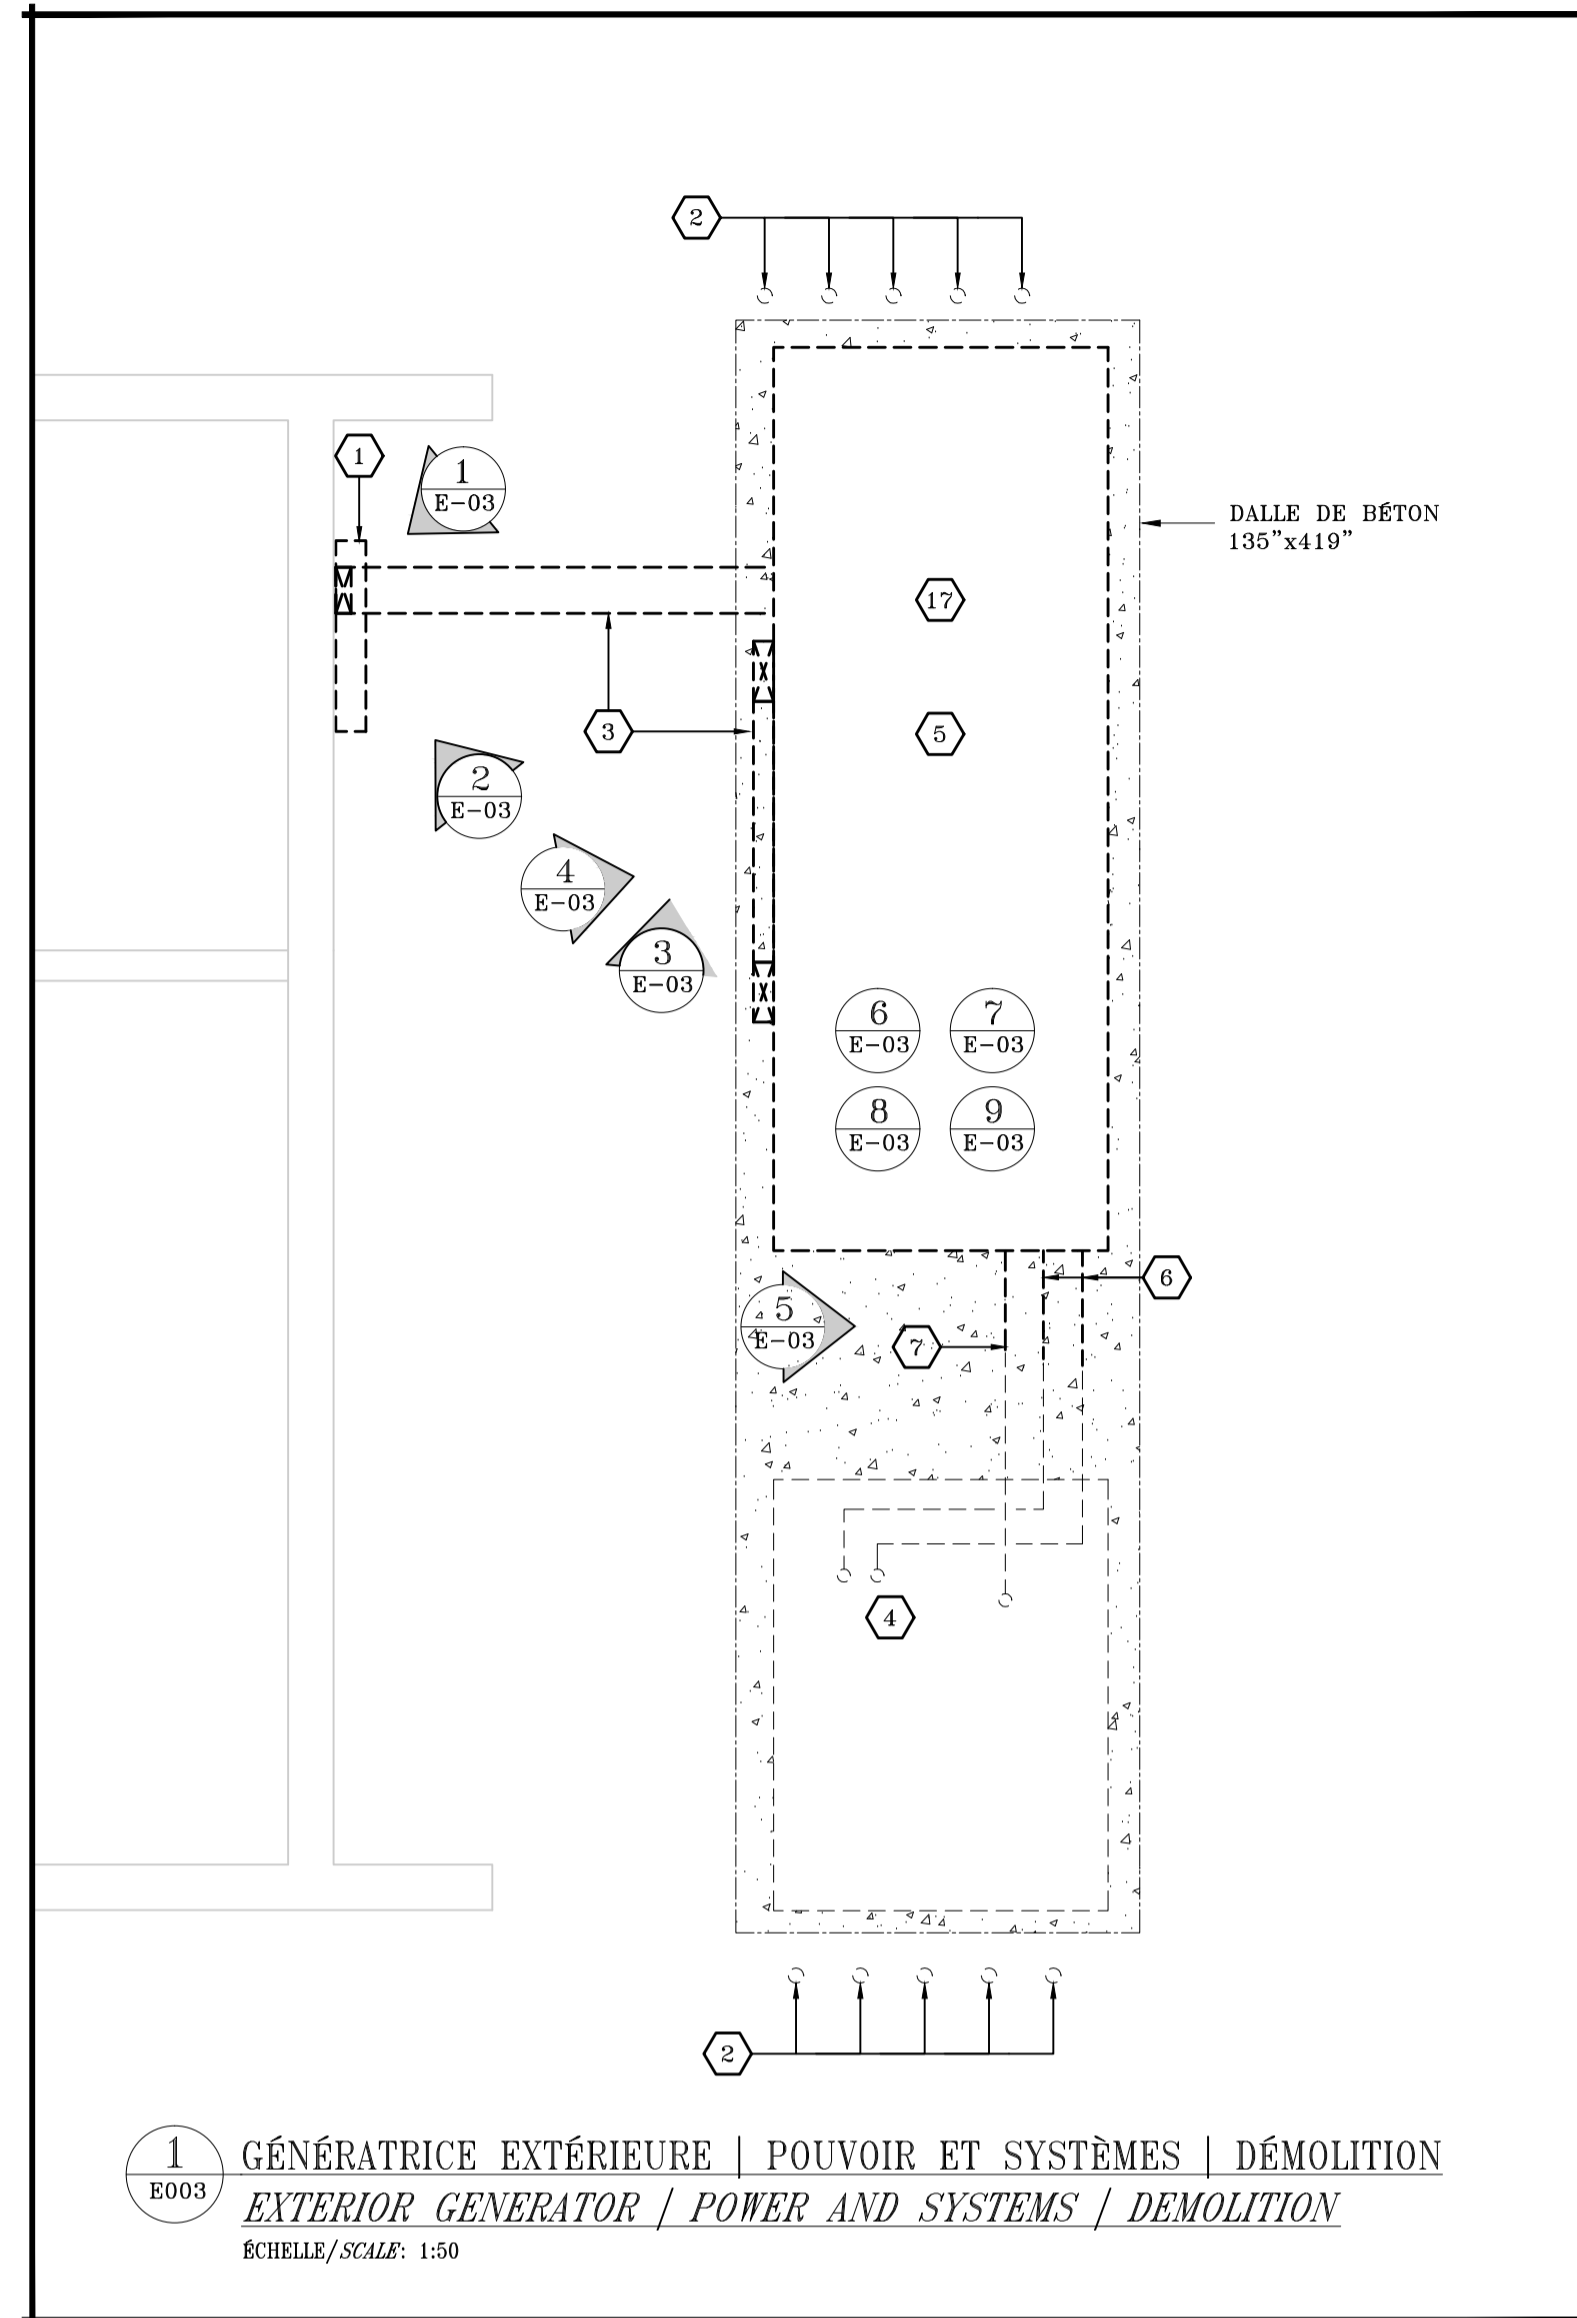 2
1
1
E-03
DALLE DE BÉTON
135"x419"
17
3
5
2
E-03
4
E-03
3
E-03
6
E-03
7
E-03
8
E-03
9
E-03
6
5
E-03
7
4
2
1
E003
GÉNÉRATRICE EXTÉRIEURE | POUVOIR ET SYSTÈMES | DÉMOLITION
EXTERIOR GENERATOR / POWER AND SYSTEMS / DEMOLITION
ÉCHELLE/SCALE: 1:50